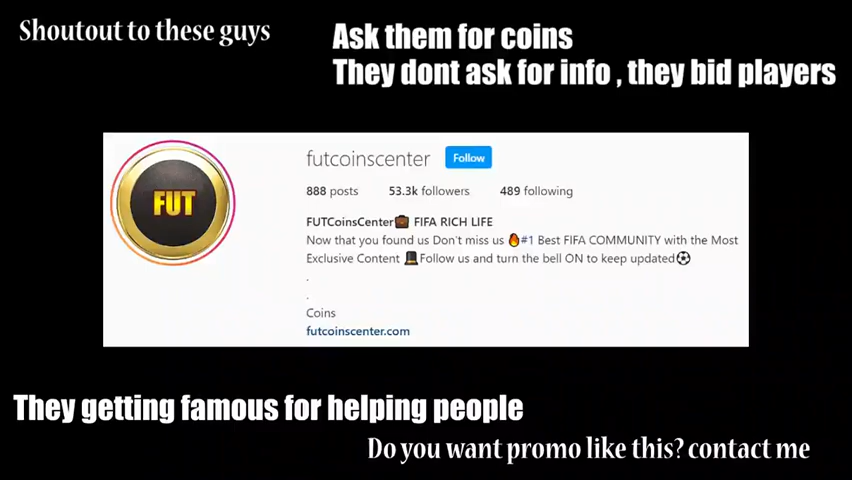 Shoutout to these guys
Ask them for coins
They dont ask for info , they bid players
FUT
futcoinscenter Follow
888 posts 53.3k followers 489 following
FUTCoinsCenter💼 FIFA RICH LIFE
Now that you found us Don't miss us 🔥#1 Best FIFA COMMUNITY with the Most
Exclusive Content 🎩Follow us and turn the bell ON to keep updated⚽
.
.
Coins
futcoinscenter.com
They getting famous for helping people
Do you want promo like this? contact me